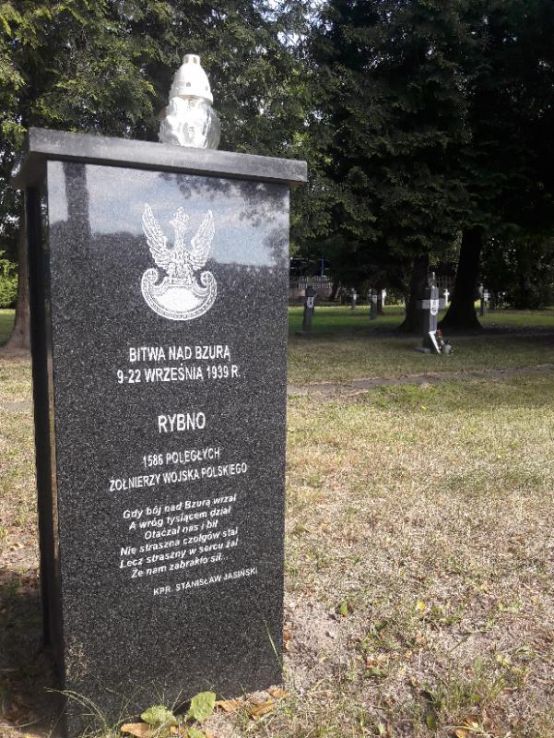 BITWA NAD BZURĄ
9-22 WRZEŚNIA 1939 R.
RYBNO
1586 POLEGŁYCH
ŻOŁNIERZY WOJSKA POLSKIEGO
Gdy bój nad Bzurą wrzał
A wróg tysiącem dział
Otaczał nas i bił
Nie straszna czołgów stal
Lecz straszny w sercu żal
Że nam zabrakło sił...
KPR. STANISŁAW JASIŃSKI